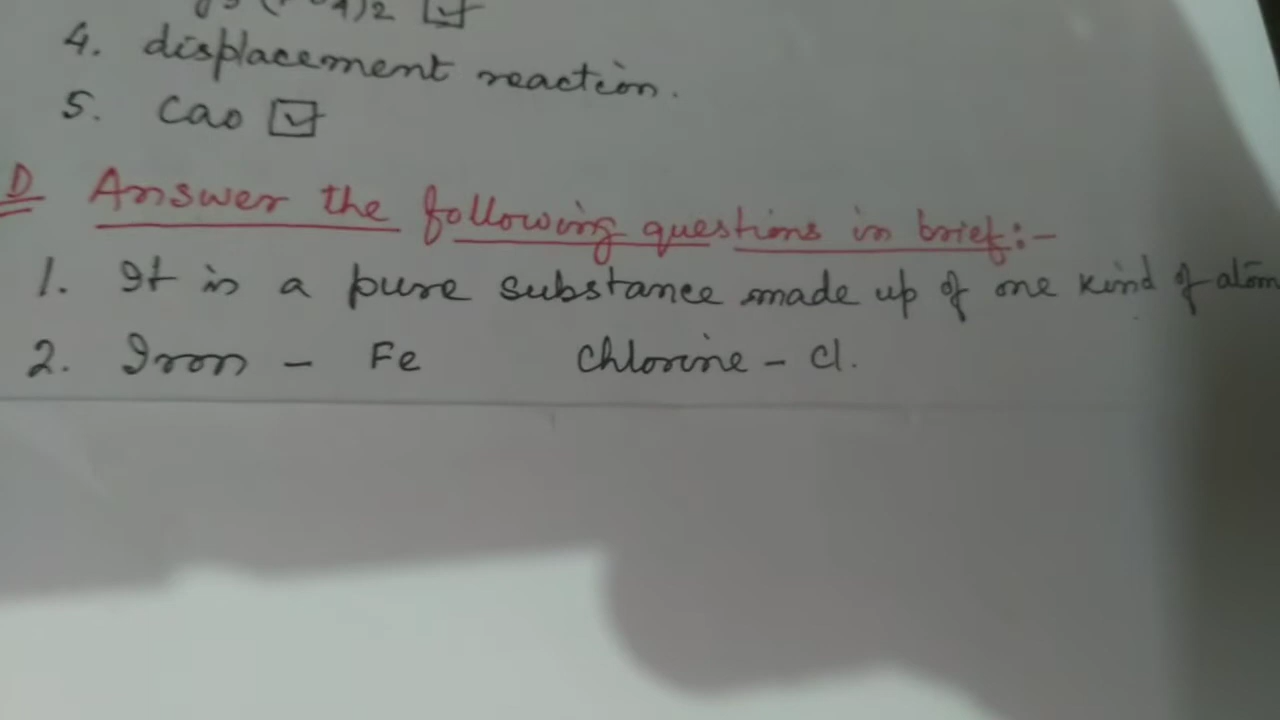 4. displacement reaction.
5. Cao
D Answer the following questions in brief:-
1. It is a pure substance made up of one kind of atom
2. Iron - Fe Chlorine - Cl.